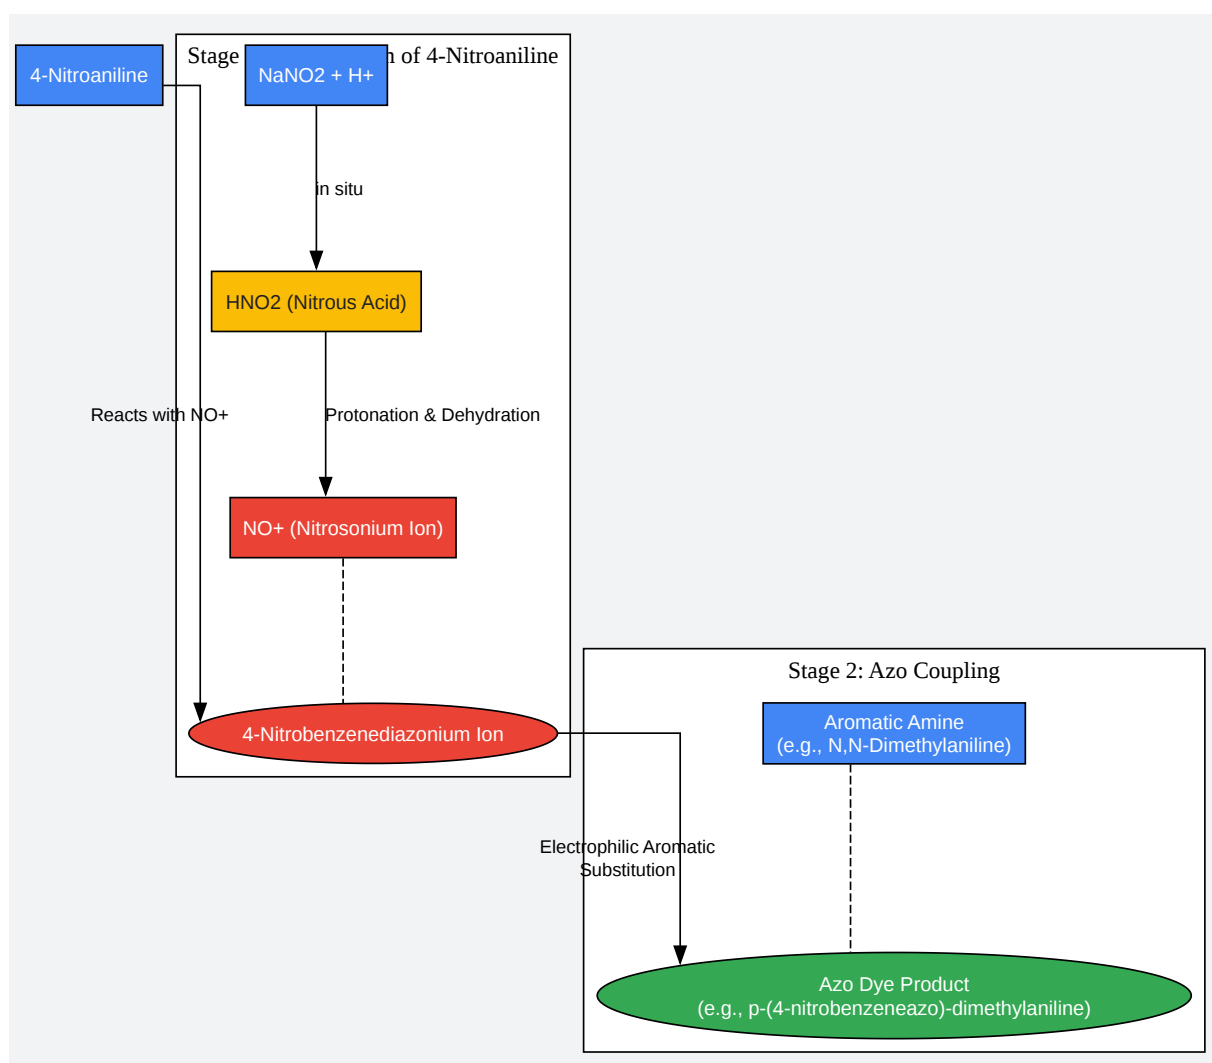 4-Nitroaniline
Stage
of 4-Nitroaniline
NaNO2 + H+
in situ
HNO2 (Nitrous Acid)
Reacts with NO+
Protonation & Dehydration
NO+ (Nitrosonium Ion)
4-Nitrobenzenediazonium Ion
Stage 2: Azo Coupling
Aromatic Amine
(e.g., N,N-Dimethylaniline)
Electrophilic Aromatic
Substitution
Azo Dye Product
(e.g., p-(4-nitrobenzeneazo)-dimethylaniline)